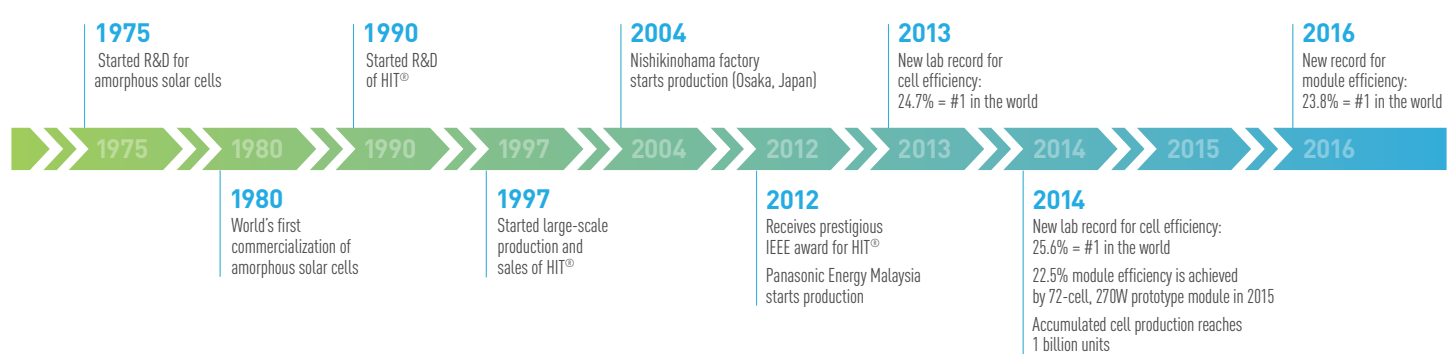 1975
Started R&D for
amorphous solar cells
1990
Started R&D
of HIT®
2004
Nishikinohama factory
starts production (Osaka, Japan)
2013
New lab record for
cell efficiency:
24.7% = #1 in the world
2016
New record for
module efficiency:
23.8% = #1 in the world
1975
1980
1990
1997
2004
2012
2013
2014
2015
2016
1980
World's first
commercialization of
amorphous solar cells
1997
Started large-scale
production and
sales of HIT®
2012
Receives prestigious
IEEE award for HIT®
Panasonic Energy Malaysia
starts production
2014
New lab record for cell efficiency:
25.6% = #1 in the world
22.5% module efficiency is achieved
by 72-cell, 270W prototype module in 2015
Accumulated cell production reaches
1 billion units